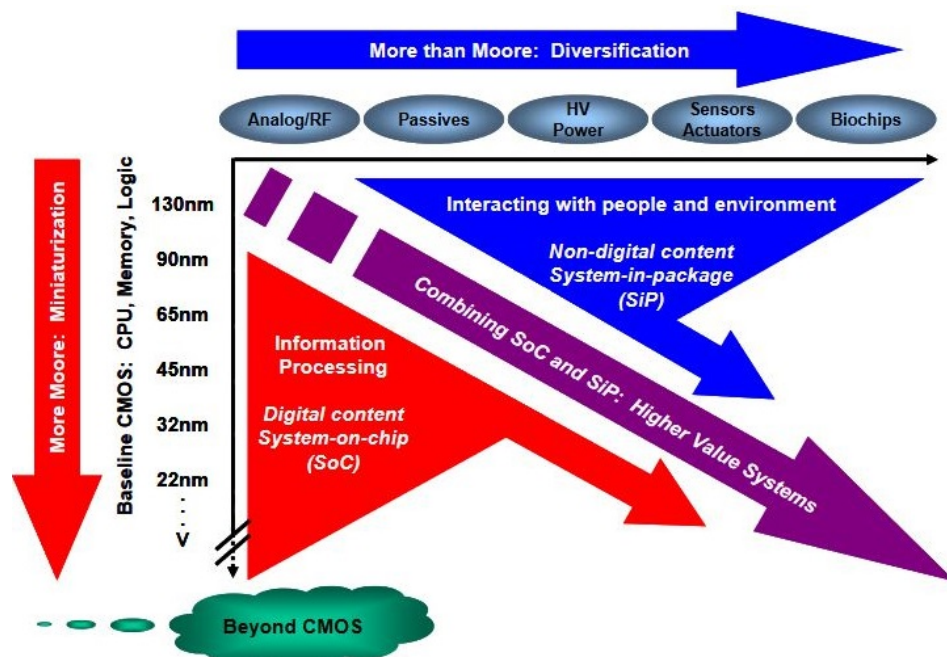 More than Moore: Diversification
Analog/RF
Passives
HV
Power
Sensors
Actuators
Biochips
More Moore: Miniaturization
Baseline CMOS: CPU, Memory, Logic
130nm
90nm
65nm
45nm
32nm
22nm
V
Interacting with people and environment
Non-digital content
System-in-package
(SiP)
Combining SoC and SiP: Higher Value Systems
Information
Processing
Digital content
System-on-chip
(SoC)
Beyond CMOS